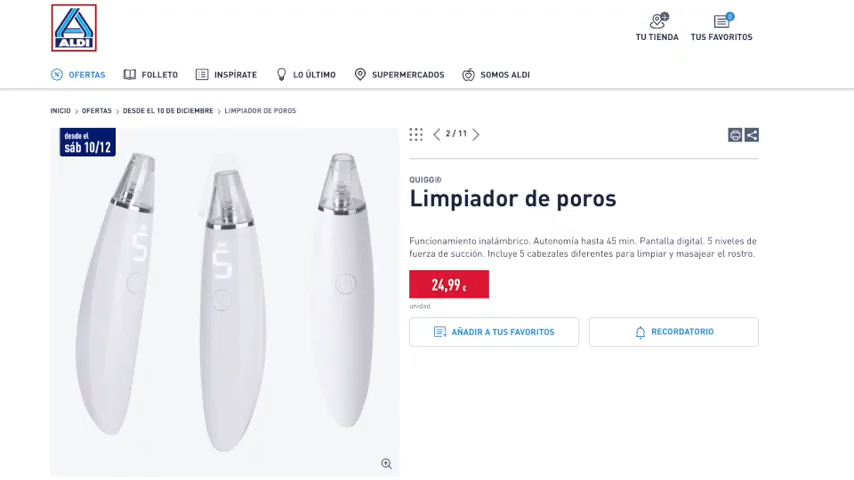 ALDI
TU TIENDA
0
TUS FAVORITOS
OFERTAS
FOLLETO
INSPÍRATE
LO ÚLTIMO
SUPERMERCADOS
SOMOS ALDI
INICIO > OFERTAS > DESDE EL 10 DE DICIEMBRE > LIMPIADOR DE POROS
desde el
sáb 10/12
5
5
2 / 11
QUIGG®
Limpiador de poros
Funcionamiento inalámbrico. Autonomía hasta 45 min. Pantalla digital. 5 niveles de
fuerza de succión. Incluye 5 cabezales diferentes para limpiar y masajear el rostro.
24,99 €
unidad
AÑADIR A TUS FAVORITOS
RECORDATORIO